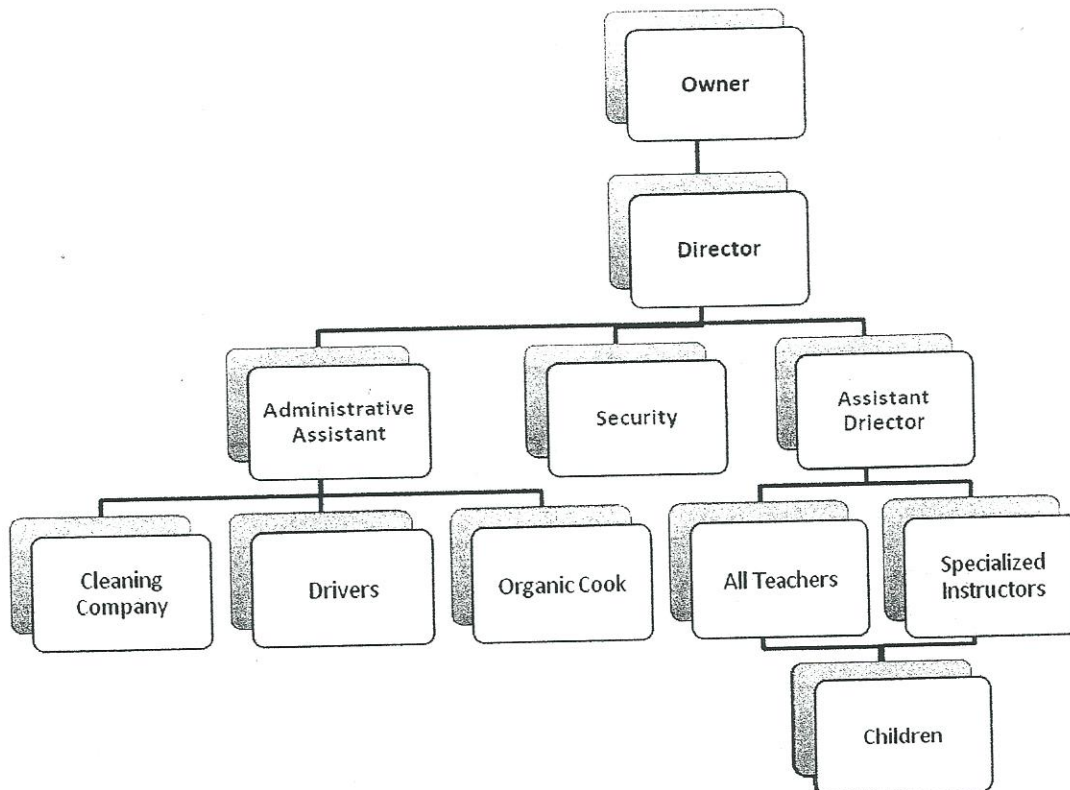 Owner
Director
Administrative
Assistant
Security
Assistant
Driector
Cleaning
Company
Drivers
Organic Cook
All Teachers
Specialized
Instructors
Children